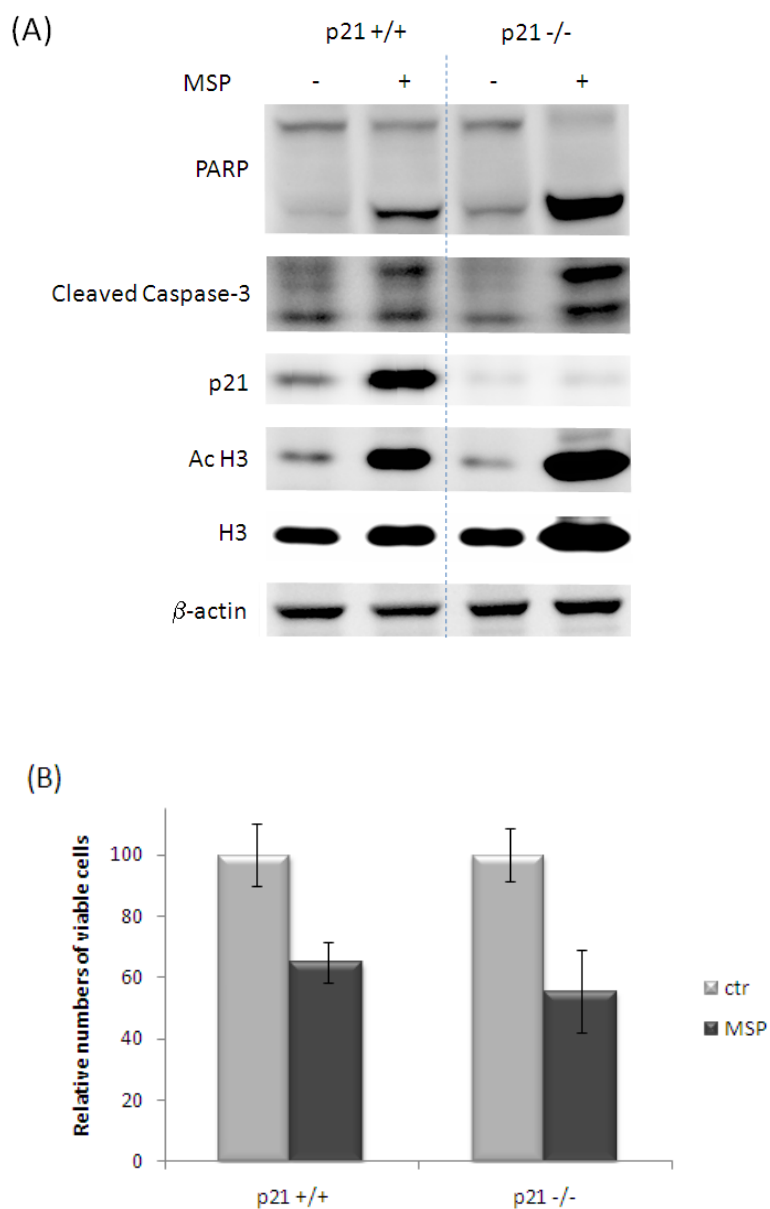 (A)
p21 +/+ p21 -/-
MSP - + - +
PARP
Cleaved Caspase-3
p21
Ac H3
H3
β-actin
(B)
Relative numbers of viable cells
100
80
60
40
20
0
p21 +/+ p21 -/-
ctr
MSP